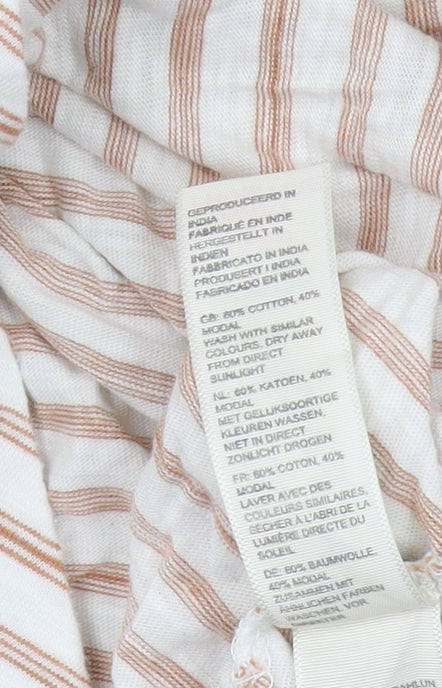 GEPRODUCEERD IN
INDIA
FABRIQUÉ EN INDE
HERGESTELLT IN
INDIEN
FABBRICATO IN INDIA
PRODUSERT I INDIA
FABRICADO EN INDIA
GB: 60% COTTON, 40%
MODAL
WASH WITH SIMILAR
COLOURS, DRY AWAY
FROM DIRECT
SUNLIGHT
NL: 60% KATOEN, 40%
MODAL
MET GELIJKSOORTIGE
KLEUREN WASSEN,
NIET IN DIRECT
ZONLICHT DROGEN
FR: 60% COTON, 40%
MODAL
LAVER AVEC DES
COULEURS SIMILAIRES,
SÉCHER À L'ABRI DE LA
LUMIÈRE DIRECTE DU
SOLEIL
DE: 60% BAUMWOLLE,
40% MODAL
ZUSAMMEN MIT
ÄHNLICHEN FARBEN
WASCHEN, VOR